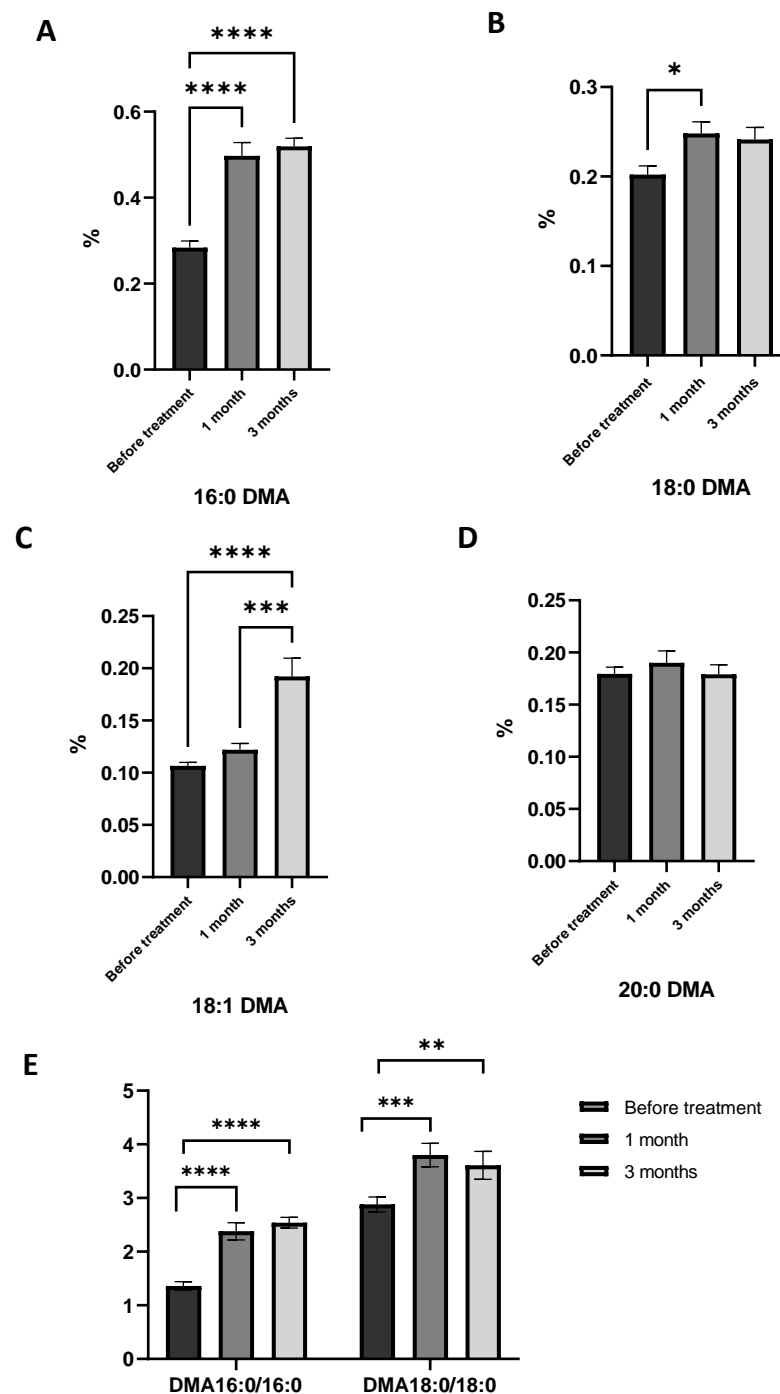 A
****
****
0.6
0.4
0.2
0.0
%
Before treatment
1 month
3 months
16:0 DMA
B
*
0.3
0.2
0.1
0.0
%
Before treatment
1 month
3 months
18:0 DMA
C
****
***
0.25
0.20
0.15
0.10
0.05
0.00
%
Before treatment
1 month
3 months
18:1 DMA
D
0.25
0.20
0.15
0.10
0.05
0.00
%
Before treatment
1 month
3 months
20:0 DMA
E
**
***
****
****
5
4
3
2
1
0
DMA16:0/16:0
DMA18:0/18:0
Before treatment
1 month
3 months